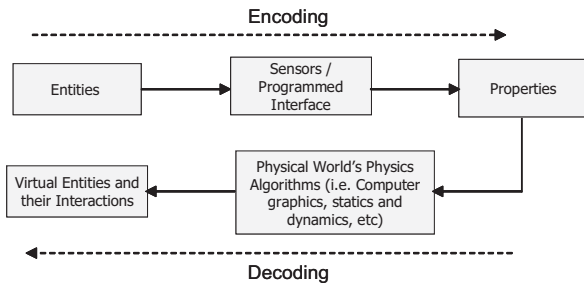 Encoding
Entities
Sensors /
Programmed
Interface
Properties
Virtual Entities and
their Interactions
Physical World's Physics
Algorithms (i.e. Computer
graphics, statics and
dynamics, etc)
Decoding